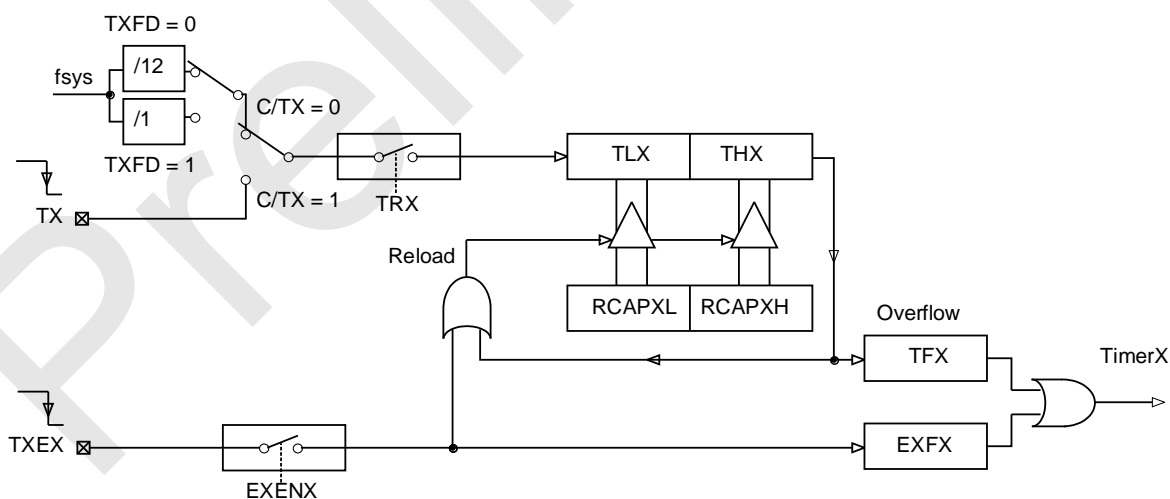 TXFD = 0
/12
fsys
C/TX = 0
/1
TXFD = 1
TLX
THX
C/TX = 1
TRX
TX
Reload
RCAPXL
RCAPXH
Overflow
TFX
TimerX
TXEX
EXFX
EXENX